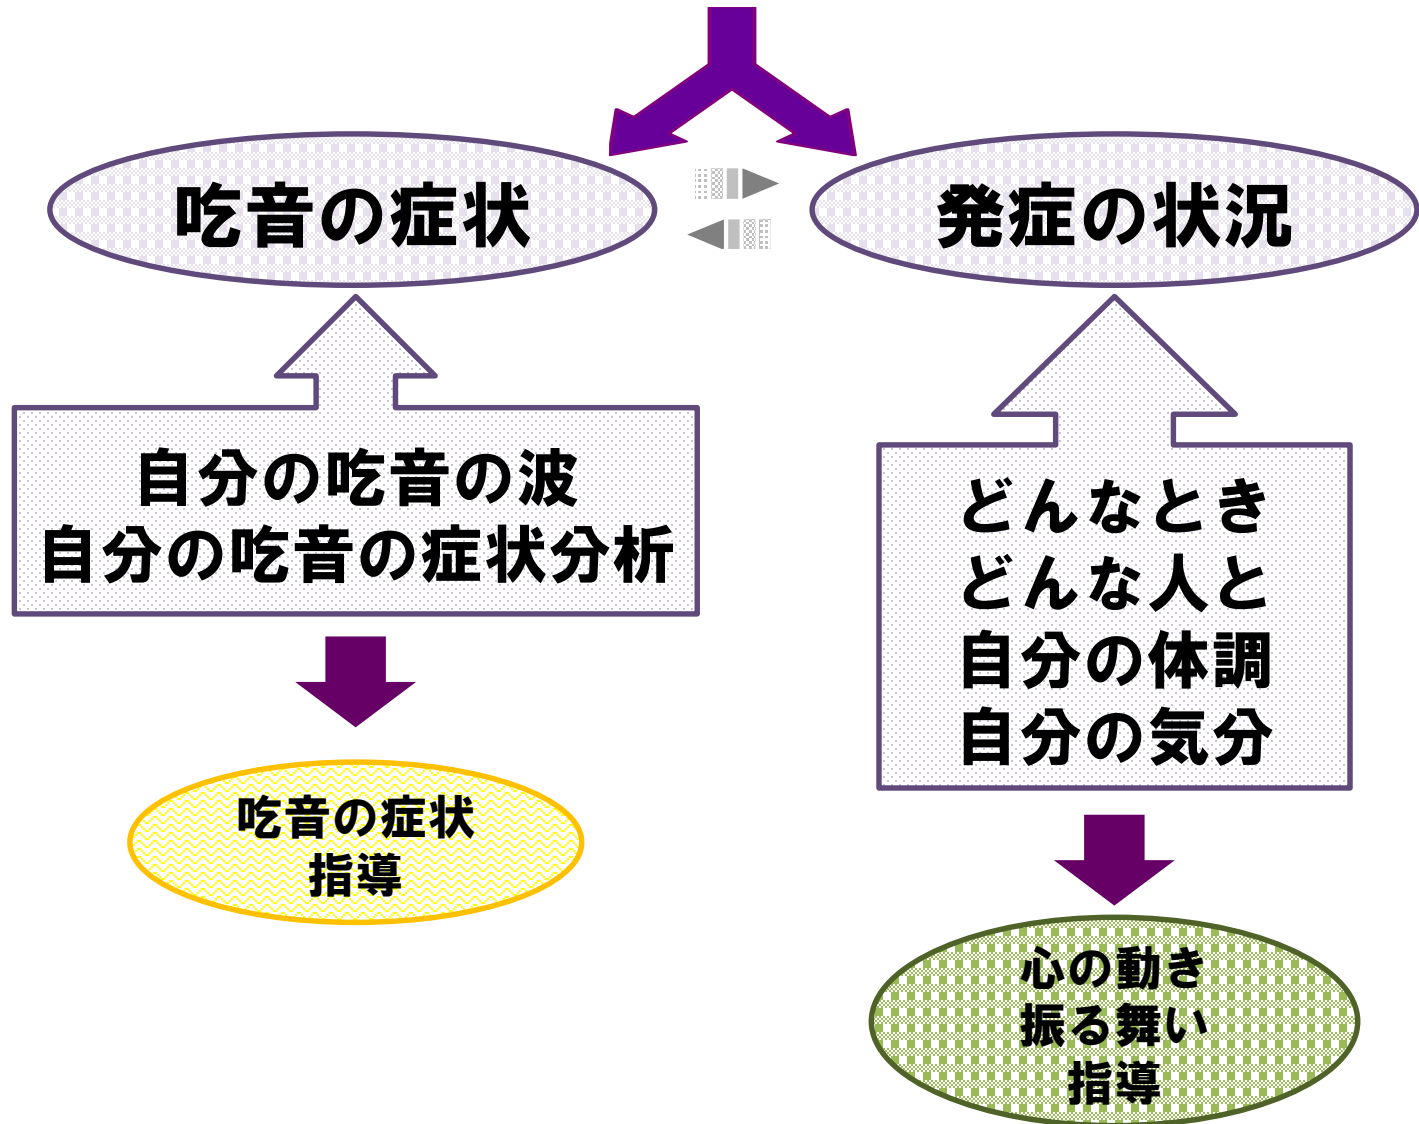 吃音の症状
発症の状況
自分の吃音の波
自分の吃音の症状分析
どんなとき
どんな人と
自分の体調
自分の気分
吃音の症状
指導
心の動き
振る舞い
指導